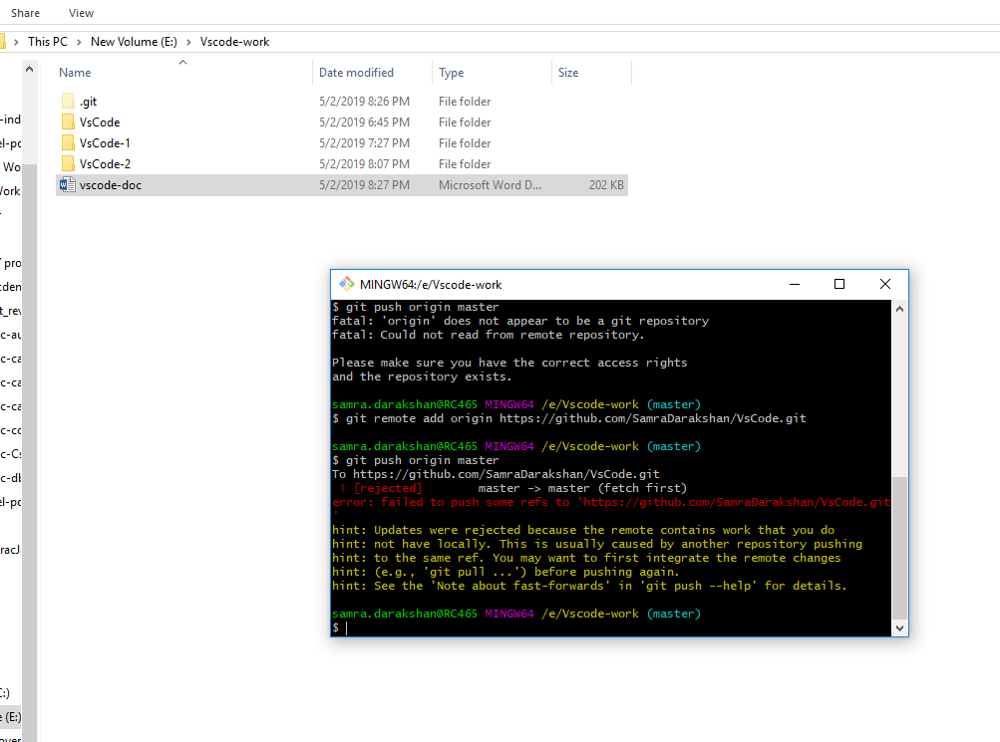 Share View
This PC > New Volume (E:) > Vscode-work
Name Date modified Type Size
.git 5/2/2019 8:26 PM File folder
VsCode 5/2/2019 6:45 PM File folder
VsCode-1 5/2/2019 7:27 PM File folder
VsCode-2 5/2/2019 8:07 PM File folder
vscode-doc 5/2/2019 8:27 PM Microsoft Word D... 202 KB
-ind
el-pc
Wo
Vork
pro
t_rev
c-au
c-ca
c-ca
c-ca
c-cc
c-Cs
c-db
el-pc
racJ
C:)
e (E:)
over
MINGW64:/e/Vscode-work
$ git push origin master
fatal: 'origin' does not appear to be a git repository
fatal: Could not read from remote repository.
Please make sure you have the correct access rights
and the repository exists.
samra.darakshan@RC465 MINGW64 /e/Vscode-work (master)
$ git remote add origin https://github.com/SamraDarakshan/VsCode.git
samra.darakshan@RC465 MINGW64 /e/Vscode-work (master)
$ git push origin master
To https://github.com/SamraDarakshan/VsCode.git
! [rejected] master -> master (fetch first)
error: failed to push some refs to 'https://github.com/SamraDarakshan/VsCode.git
'
hint: Updates were rejected because the remote contains work that you do
hint: not have locally. This is usually caused by another repository pushing
hint: to the same ref. You may want to first integrate the remote changes
hint: (e.g., 'git pull ...') before pushing again.
hint: See the 'Note about fast-forwards' in 'git push --help' for details.
samra.darakshan@RC465 MINGW64 /e/Vscode-work (master)
$